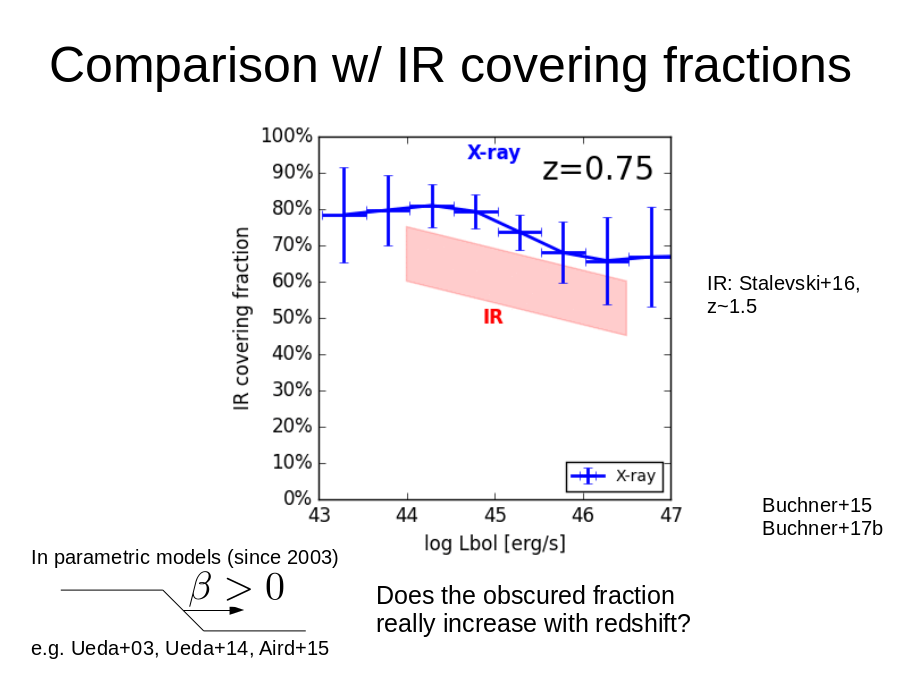 Comparison w/ IR covering fractions
100%
90%
80%
70%
60%
50%
40%
30%
20%
10%
0%
IR covering fraction
X-ray
z=0.75
IR
X-ray
43 44 45 46 47
log Lbol [erg/s]
IR: Stalevski+16,
z~1.5
Buchner+15
Buchner+17b
In parametric models (since 2003)
β > 0
e.g. Ueda+03, Ueda+14, Aird+15
Does the obscured fraction
really increase with redshift?